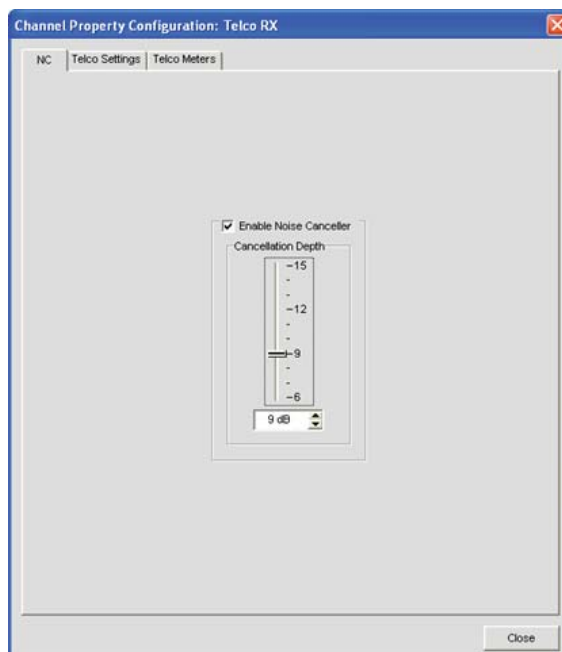 Channel Property Configuration: Telco RX
NC
Telco Settings
Telco Meters
Enable Noise Canceller
Cancellation Depth
-15
-12
-9
-6
9 dB
Close